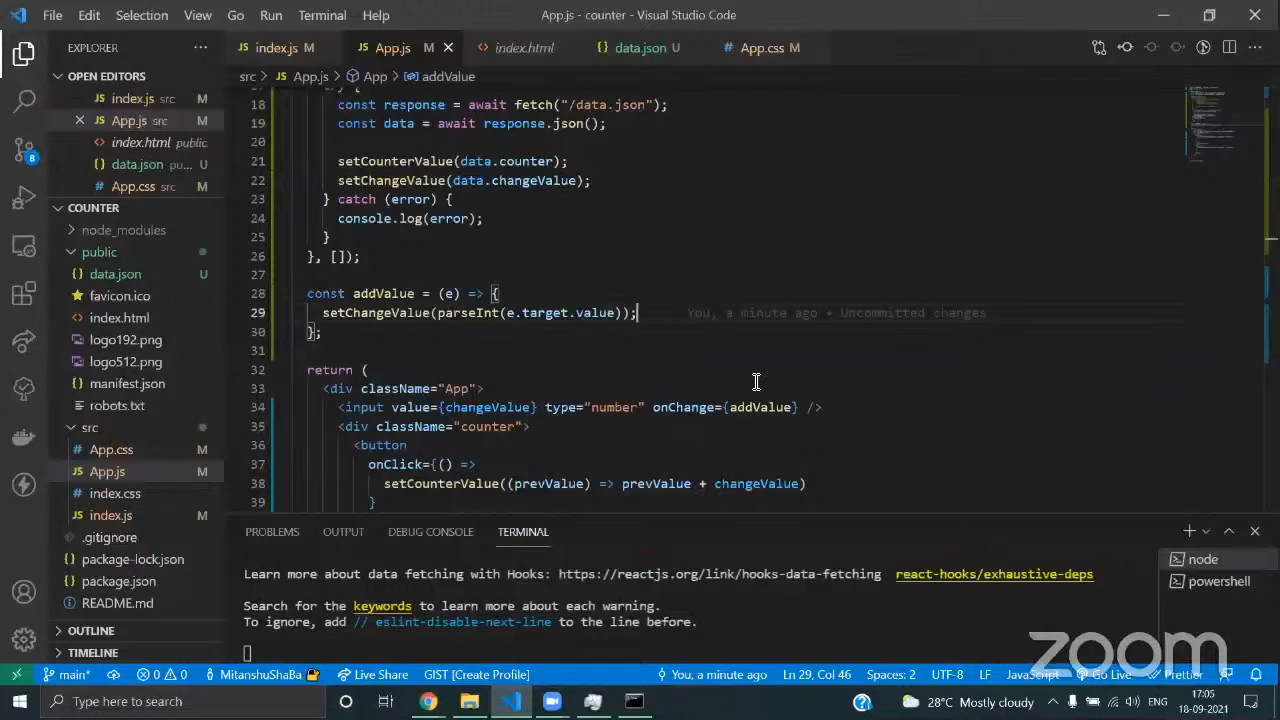 File Edit Selection View Go Run Terminal Help App.js - counter - Visual Studio Code
EXPLORER
OPEN EDITORS
index.js src M
App.js src M
index.html public
data.json pu... U
App.css src M
COUNTER
node_modules
public
data.json U
favicon.ico
index.html
logo192.png
logo512.png
manifest.json
robots.txt
src
App.css M
App.js M
index.css
index.js M
.gitignore
package-lock.json
package.json
README.md
OUTLINE
TIMELINE
8
index.js M App.js M index.html data.json U App.css M
src > App.js > App > addValue
18 const response = await fetch("/data.json");
19 const data = await response.json();
20
21 setCounterValue(data.counter);
22 setChangeValue(data.changeValue);
23 } catch (error) {
24 console.log(error);
25 }
26 }, []);
27
28 const addValue = (e) => {
29 setChangeValue(parseInt(e.target.value)); You, a minute ago • Uncommitted changes
30 };
31
32 return (
33 <div className="App">
34 <input value={changeValue} type="number" onChange={addValue} />
35 <div className="counter">
36 <button
37 onClick={() =>
38 setCounterValue((prevValue) => prevValue + changeValue)
39 }
PROBLEMS OUTPUT DEBUG CONSOLE TERMINAL
Learn more about data fetching with Hooks: https://reactjs.org/link/hooks-data-fetching react-hooks/exhaustive-deps
Search for the keywords to learn more about each warning.
To ignore, add // eslint-disable-next-line to the line before.
node
powershell
zoom
main* 0 0 MitanshuShaBa Live Share GIST [Create Profile] You, a minute ago Ln 29, Col 46 Spaces: 2 UTF-8 LF JavaScript Go Live Prettier
Type here to search
28°C Mostly cloudy
ENG
17:05
18-09-2021